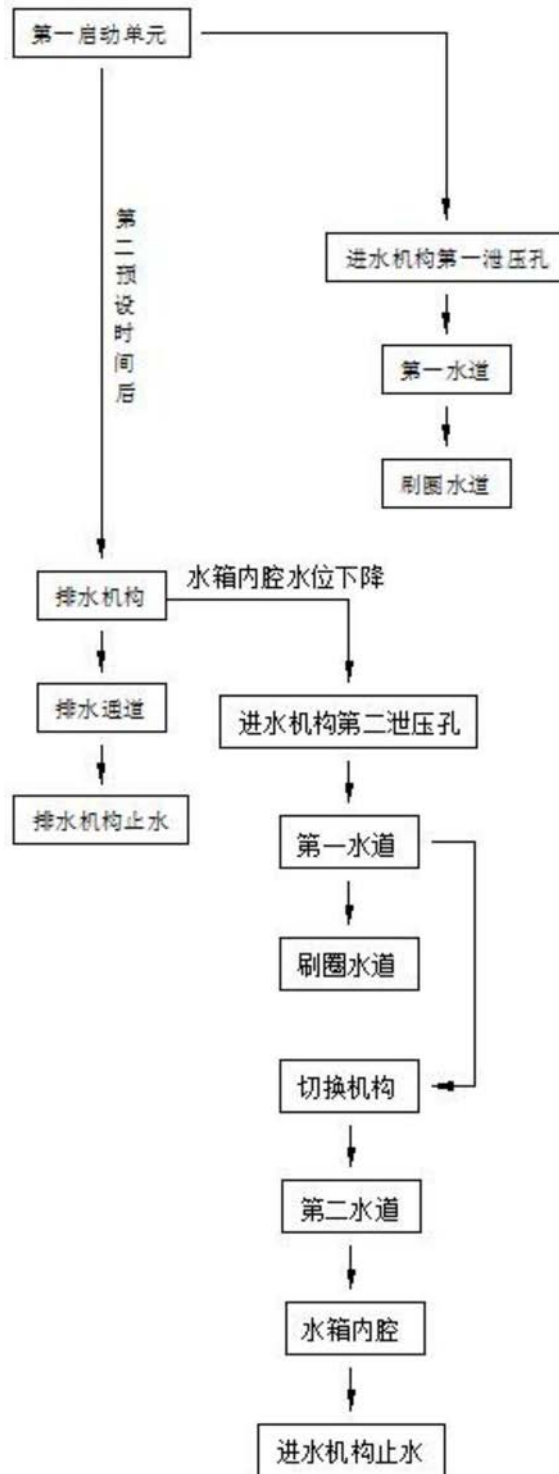 第一启动单元
第二预设时间后
进水机构第一泄压孔
第一水道
刷圈水道
排水机构
水箱内腔水位下降
排水通道
排水机构止水
进水机构第二泄压孔
第一水道
刷圈水道
切换机构
第二水道
水箱内腔
进水机构止水